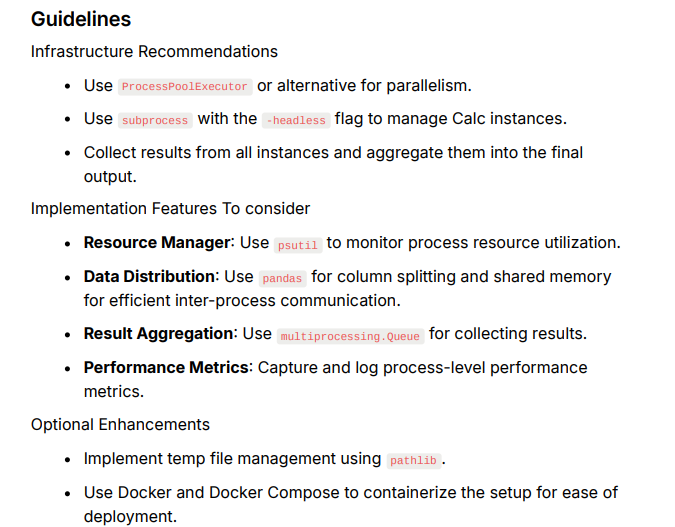 Guidelines
Infrastructure Recommendations
• Use ProcessPoolExecutor or alternative for parallelism.
• Use subprocess with the -headless flag to manage Calc instances.
• Collect results from all instances and aggregate them into the final
output.
Implementation Features To consider
• Resource Manager: Use psutil to monitor process resource utilization.
• Data Distribution: Use pandas for column splitting and shared memory
for efficient inter-process communication.
• Result Aggregation: Use multiprocessing.Queue for collecting results.
• Performance Metrics: Capture and log process-level performance
metrics.
Optional Enhancements
• Implement temp file management using pathlib.
• Use Docker and Docker Compose to containerize the setup for ease of
deployment.